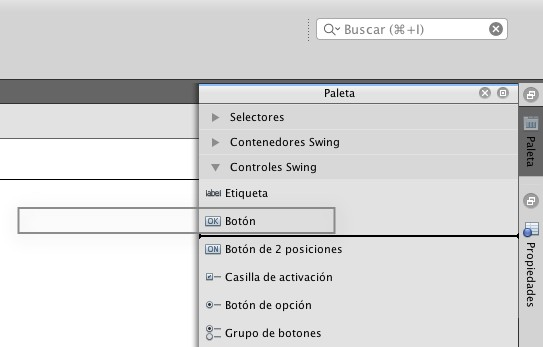 Buscar (⌘+I)
Paleta
Selectores
Contenedores Swing
Controles Swing
label Etiqueta
OK Botón
ON Botón de 2 posiciones
Casilla de activación
Botón de opción
Grupo de botones
Paleta
Propiedades